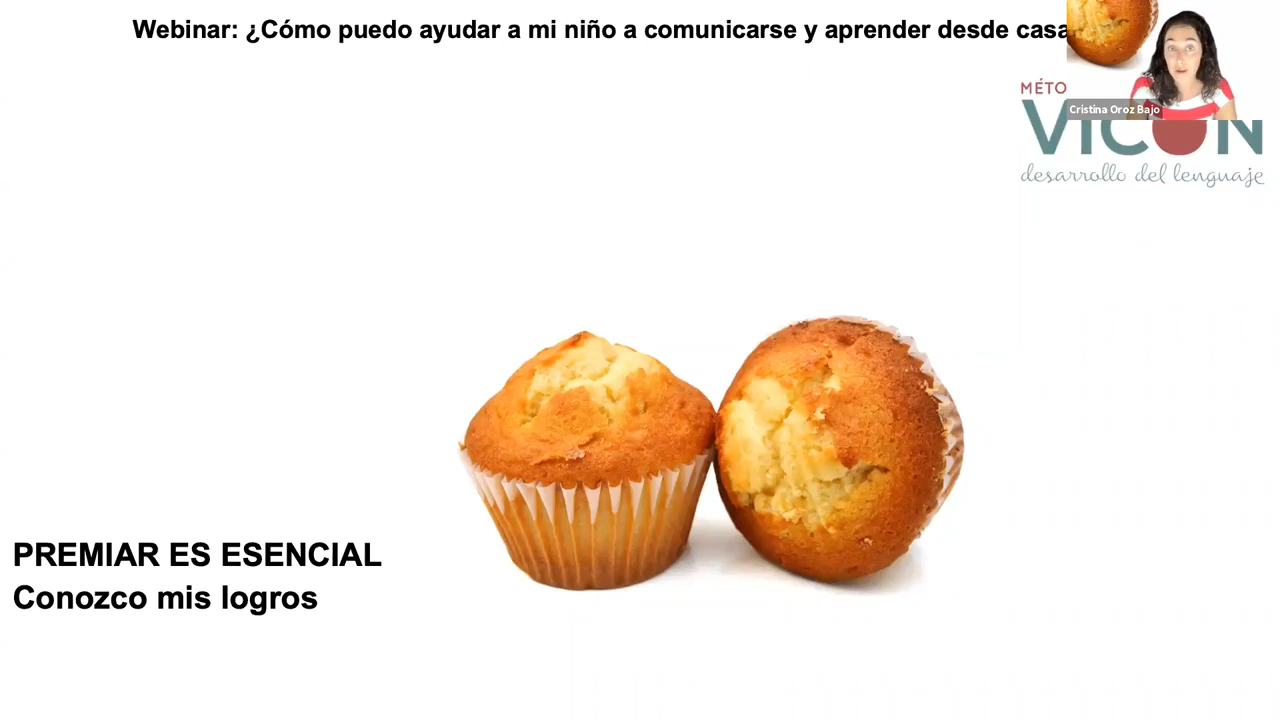 Webinar: ¿Cómo puedo ayudar a mi niño a comunicarse y aprender desde casa
Cristina Oroz Bajo
MÉTO
VICON
desarrollo del lenguaje
PREMIAR ES ESENCIAL
Conozco mis logros